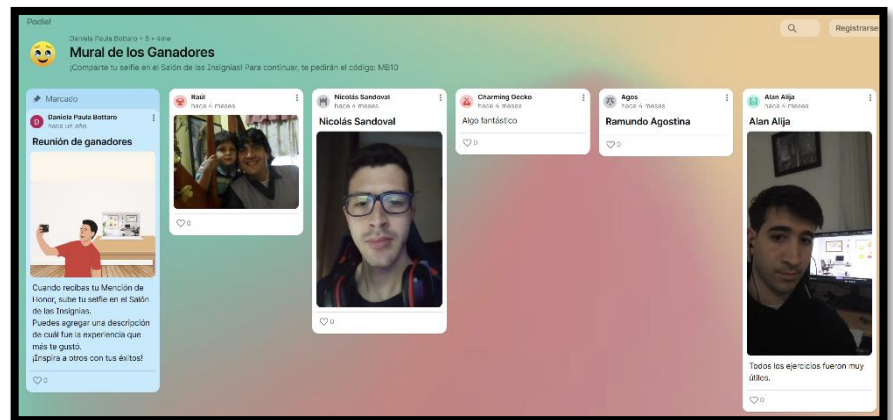 Padlet
Registrarse
Daniela Paula Bottaro • 5 • 4me
Mural de los Ganadores
¡Comparte tu selfie en el Salón de las Insignias! Para continuar, te pedirán el código: MB10
Marcado
Daniela Paula Bottaro
hace un año
Reunión de ganadores
Cuando recibas tu Mención de
Honor, sube tu selfie en el Salón
de las Insignias.
Puedes agregar una descripción
de cuál fue la experiencia que
más te gustó.
¡Inspira a otros con tus éxitos!
0
Raúl
hace 4 meses
0
Nicolás Sandoval
hace 4 meses
Nicolás Sandoval
0
Charming Gecko
hace 4 meses
Algo fantástico
0
Agos
hace 4 meses
Ramundo Agostina
0
Alan Alija
hace 4 meses
Alan Alija
Todos los ejercicios fueron muy
útiles.
0